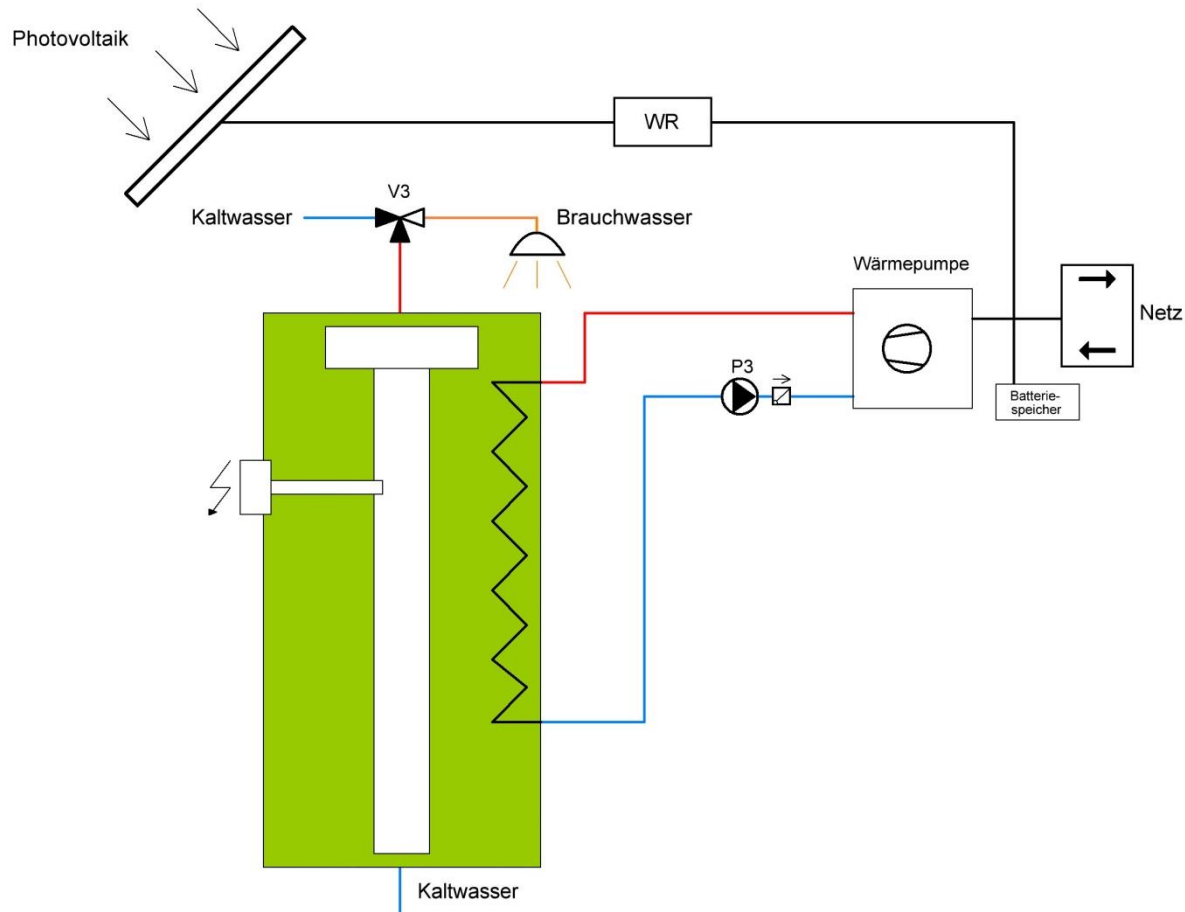 Photovoltaik
WR
V3
Kaltwasser
Brauchwasser
Wärmepumpe
Netz
P3
Batterie-
speicher
Kaltwasser